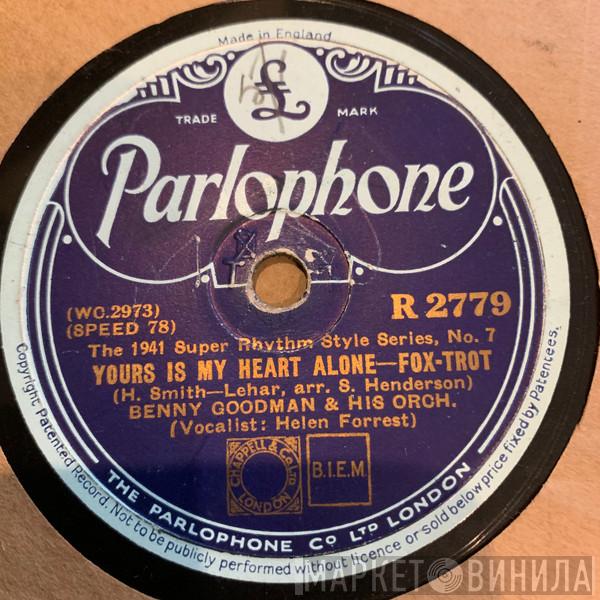 Made in England
£
TRADE MARK
Parlophone
(WO.2973)
(SPEED 78)
R 2779
The 1941 Super Rhythm Style Series, No. 7
YOURS IS MY HEART ALONE—FOX-TROT
(H. Smith—Lehar, arr. S. Henderson)
BENNY GOODMAN & HIS ORCH.
(Vocalist: Helen Forrest)
CHAPPELL & CO LTD LONDON
B.I.E.M.
THE PARLOPHONE CO LTD LONDON
Copyright Patented Record. Not to be publicly performed without licence or sold below price fixed by Patentees.
МАРКЕТ ВИНИЛА